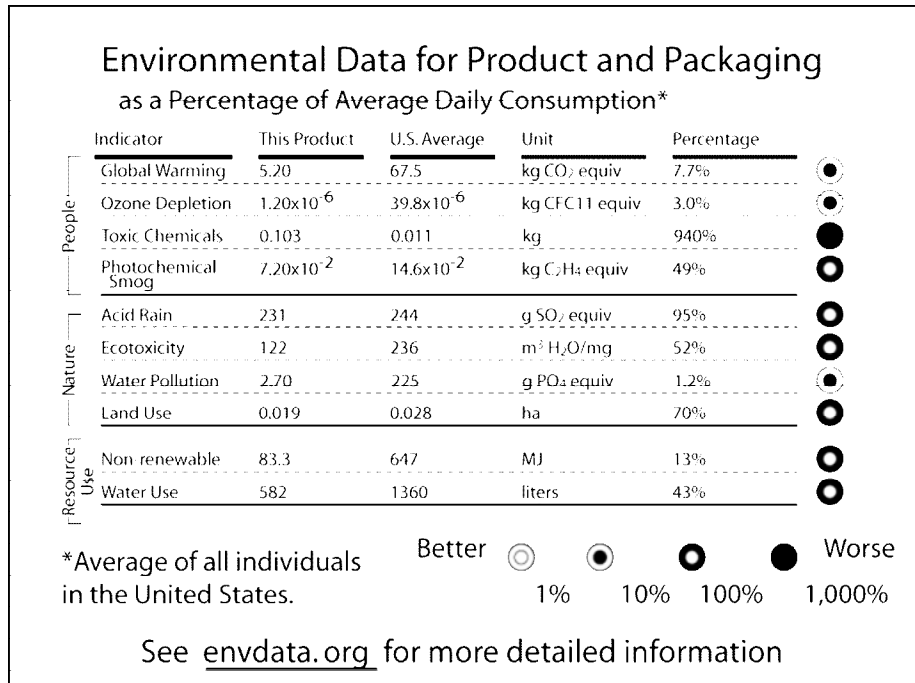 Environmental Data for Product and Packaging
as a Percentage of Average Daily Consumption*
Indicator This Product U.S. Average Unit Percentage
People
Global Warming 5.20 67.5 kg CO₂ equiv 7.7%
Ozone Depletion 1.20x10⁻⁶ 39.8x10⁻⁶ kg CFC11 equiv 3.0%
Toxic Chemicals 0.103 0.011 kg 940%
Photochemical 7.20x10⁻² 14.6x10⁻² kg C₂H₄ equiv 49%
Smog
Nature
Acid Rain 231 244 g SO₂ equiv 95%
Ecotoxicity 122 236 m³ H₂O/mg 52%
Water Pollution 2.70 225 g PO₄ equiv 1.2%
Land Use 0.019 0.028 ha 70%
Resource
Use
Non-renewable 83.3 647 MJ 13%
Water Use 582 1360 liters 43%
*Average of all individuals
in the United States.
Better Worse
1% 10% 100% 1,000%
See envdata.org for more detailed information